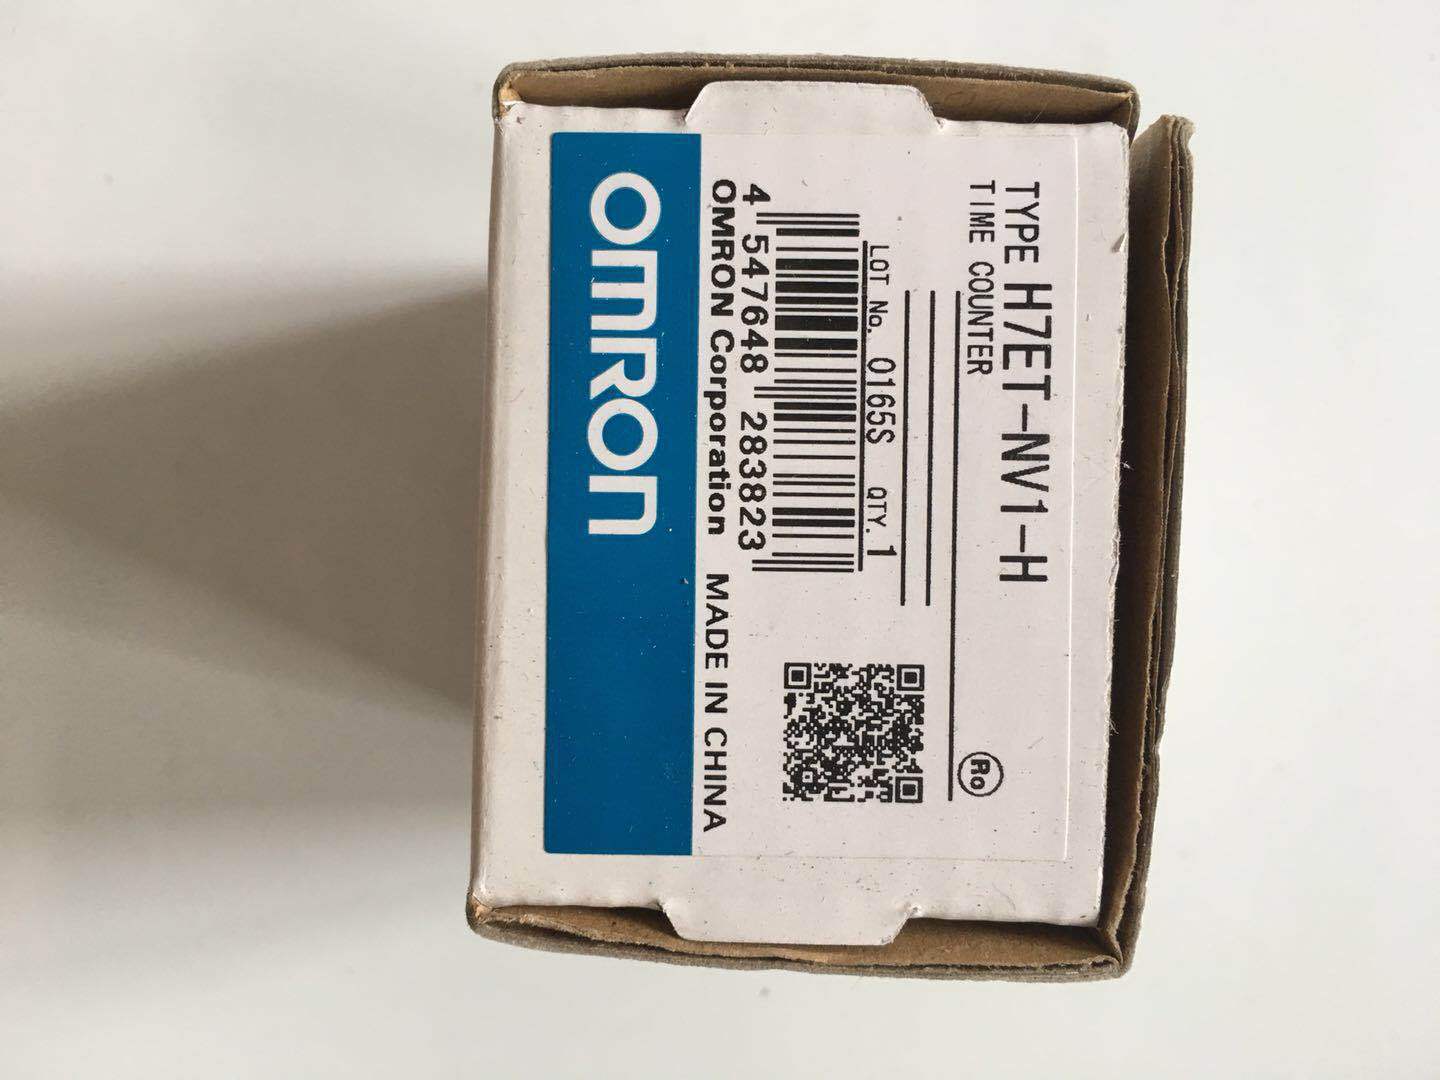 TYPE H7ET-NV1-H
TIME COUNTER
Ro
LOT No. 0165S QTY. 1
4 547648 283823
OMRON Corporation MADE IN CHINA
OMRON